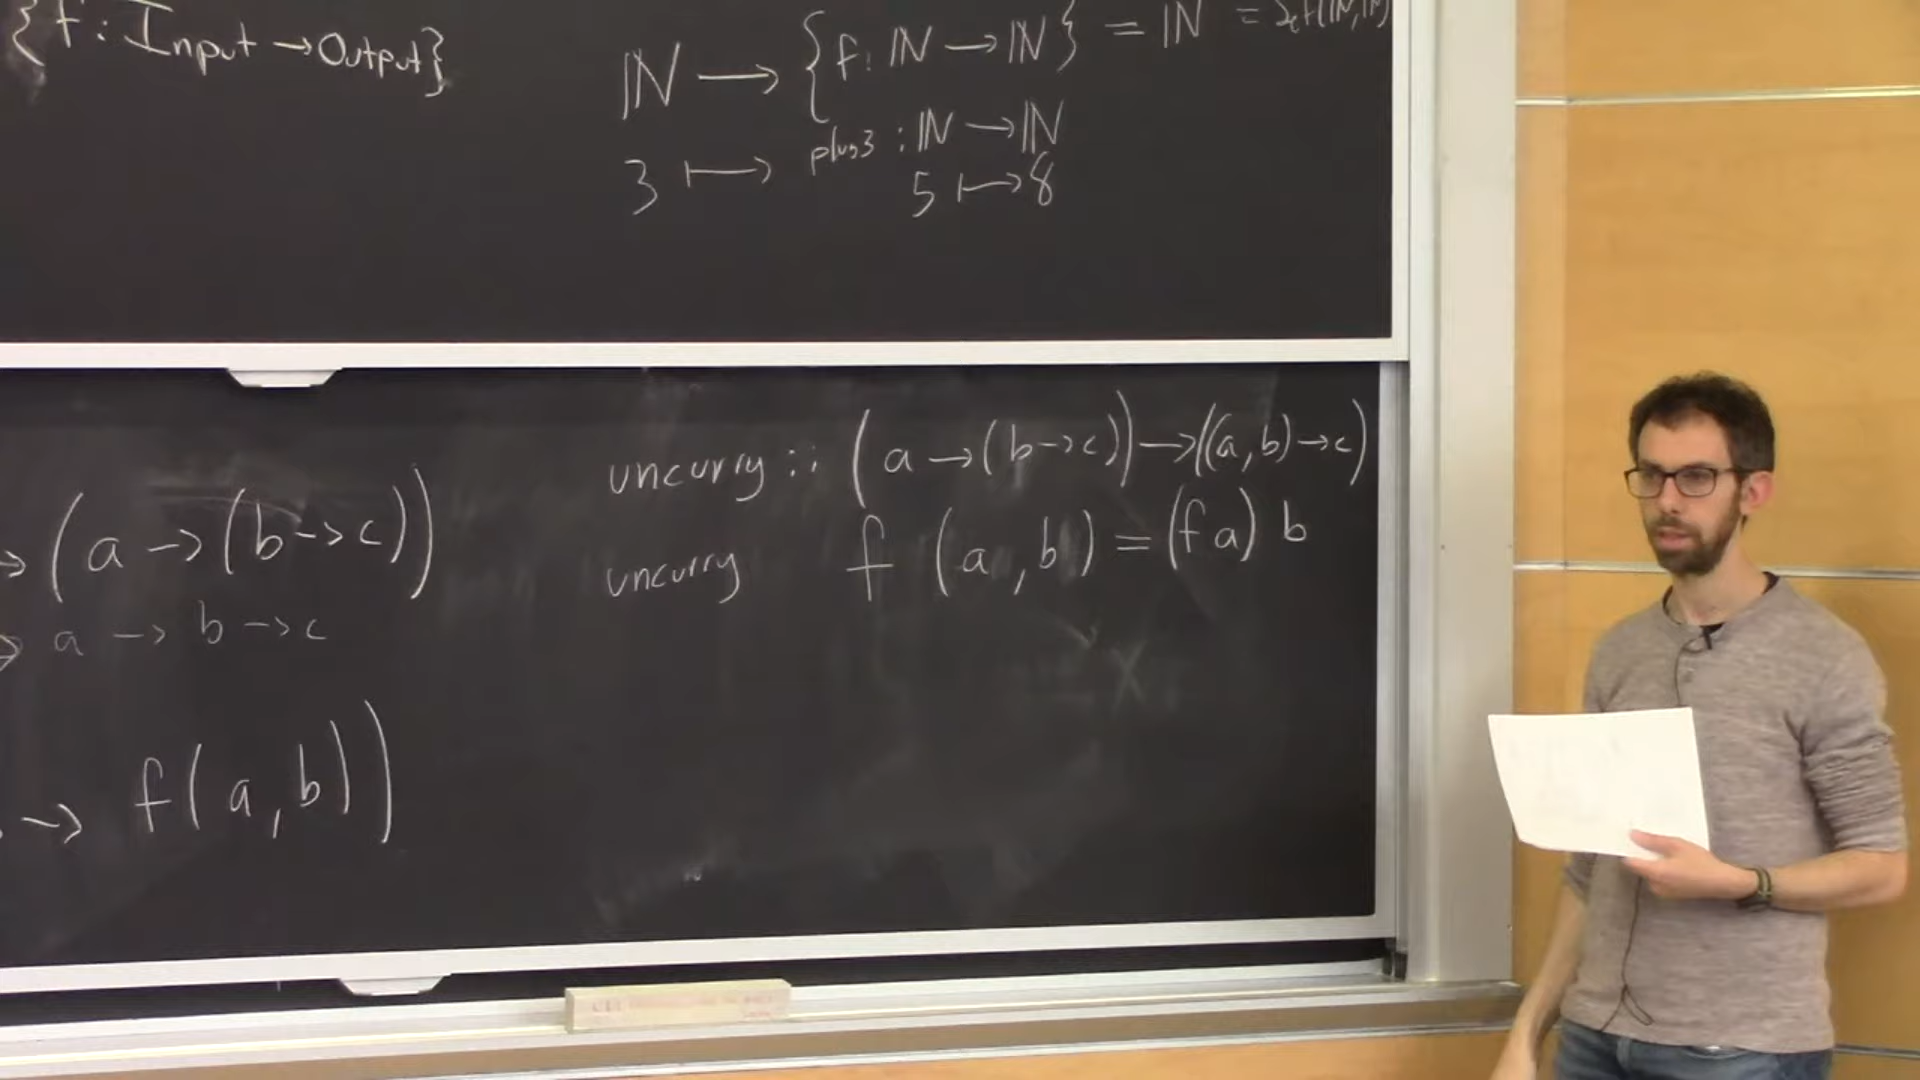 {f : Input → Output}
ℕ → {f: ℕ → ℕ} = ℕ =
3 ↦ plus3 : ℕ → ℕ
5 ↦ 8
→ (a → (b → c))
→ a → b → c
→ f(a,b))
uncurry :: (a → (b → c)) → ((a,b) → c)
uncurry f (a,b) = (f a) b